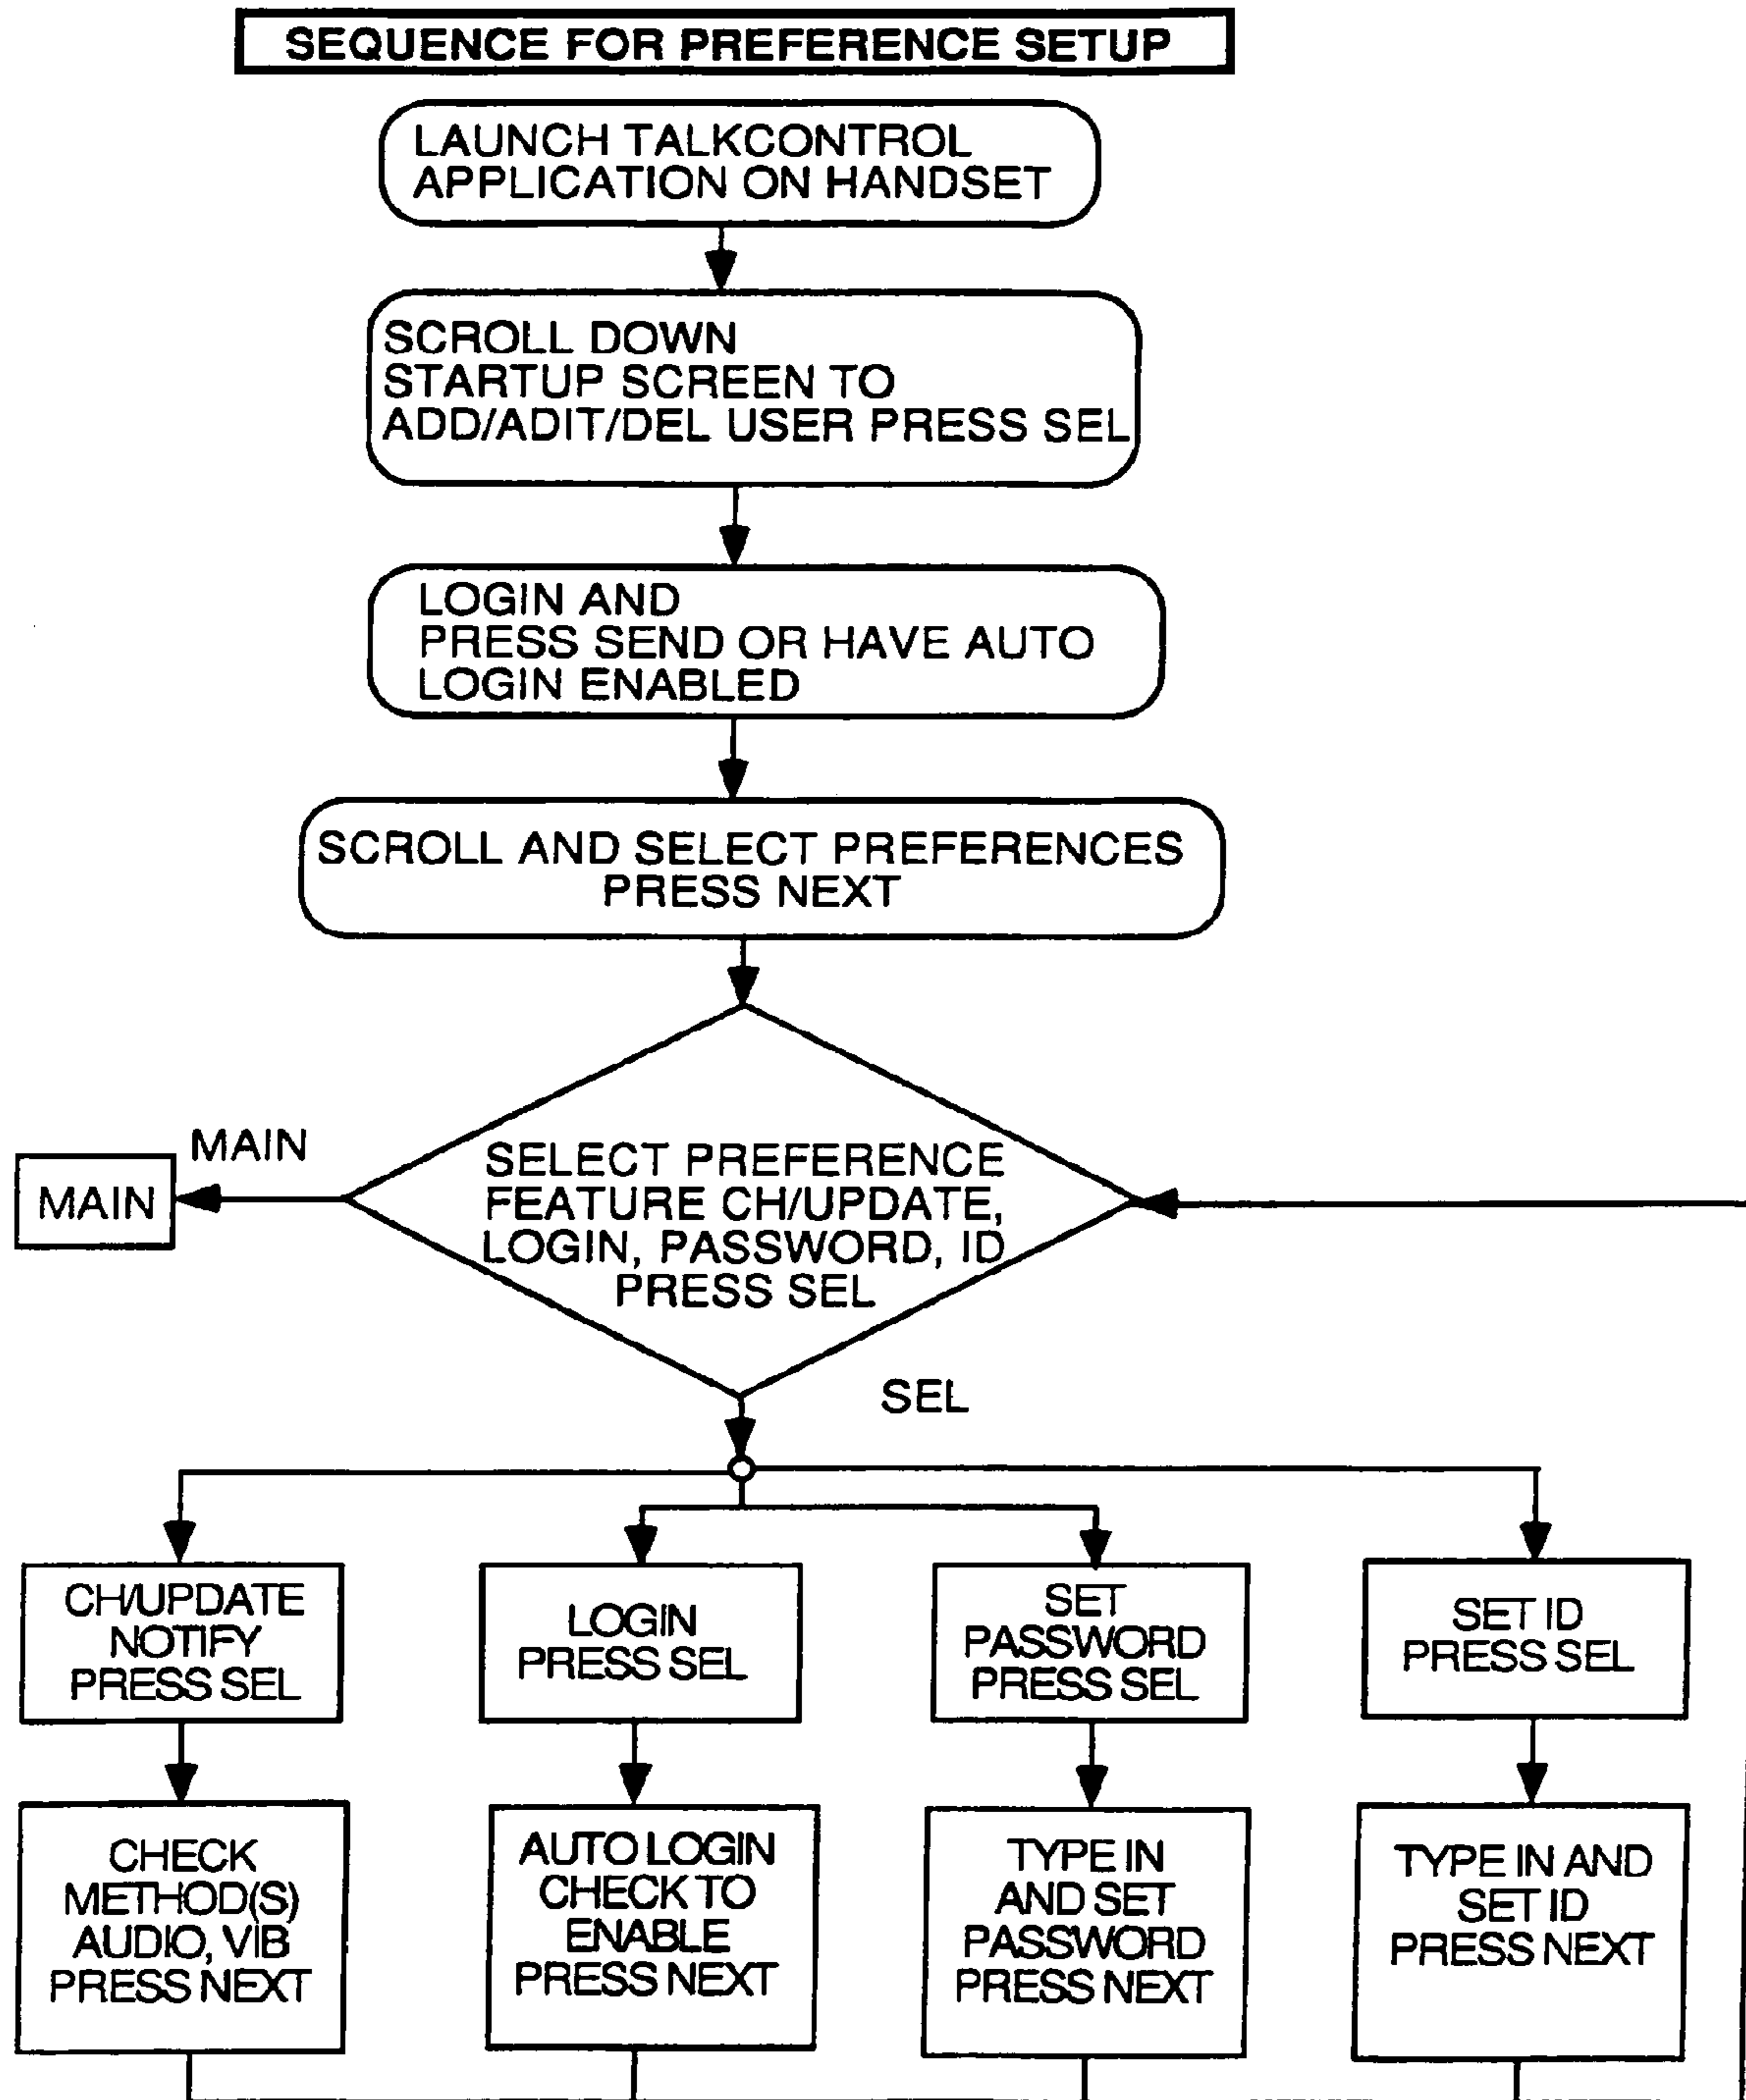 SEQUENCE FOR PREFERENCE SETUP
LAUNCH TALKCONTROL
APPLICATION ON HANDSET
SCROLL DOWN
STARTUP SCREEN TO
ADD/ADIT/DEL USER PRESS SEL
LOGIN AND
PRESS SEND OR HAVE AUTO
LOGIN ENABLED
SCROLL AND SELECT PREFERENCES
PRESS NEXT
MAIN
MAIN
SELECT PREFERENCE
FEATURE CH/UPDATE,
LOGIN, PASSWORD, ID
PRESS SEL
SEL
CH/UPDATE
NOTIFY
PRESS SEL
LOGIN
PRESS SEL
SET
PASSWORD
PRESS SEL
SET ID
PRESS SEL
CHECK
METHOD(S)
AUDIO, VIB
PRESS NEXT
AUTO LOGIN
CHECK TO
ENABLE
PRESS NEXT
TYPE IN
AND SET
PASSWORD
PRESS NEXT
TYPE IN AND
SET ID
PRESS NEXT